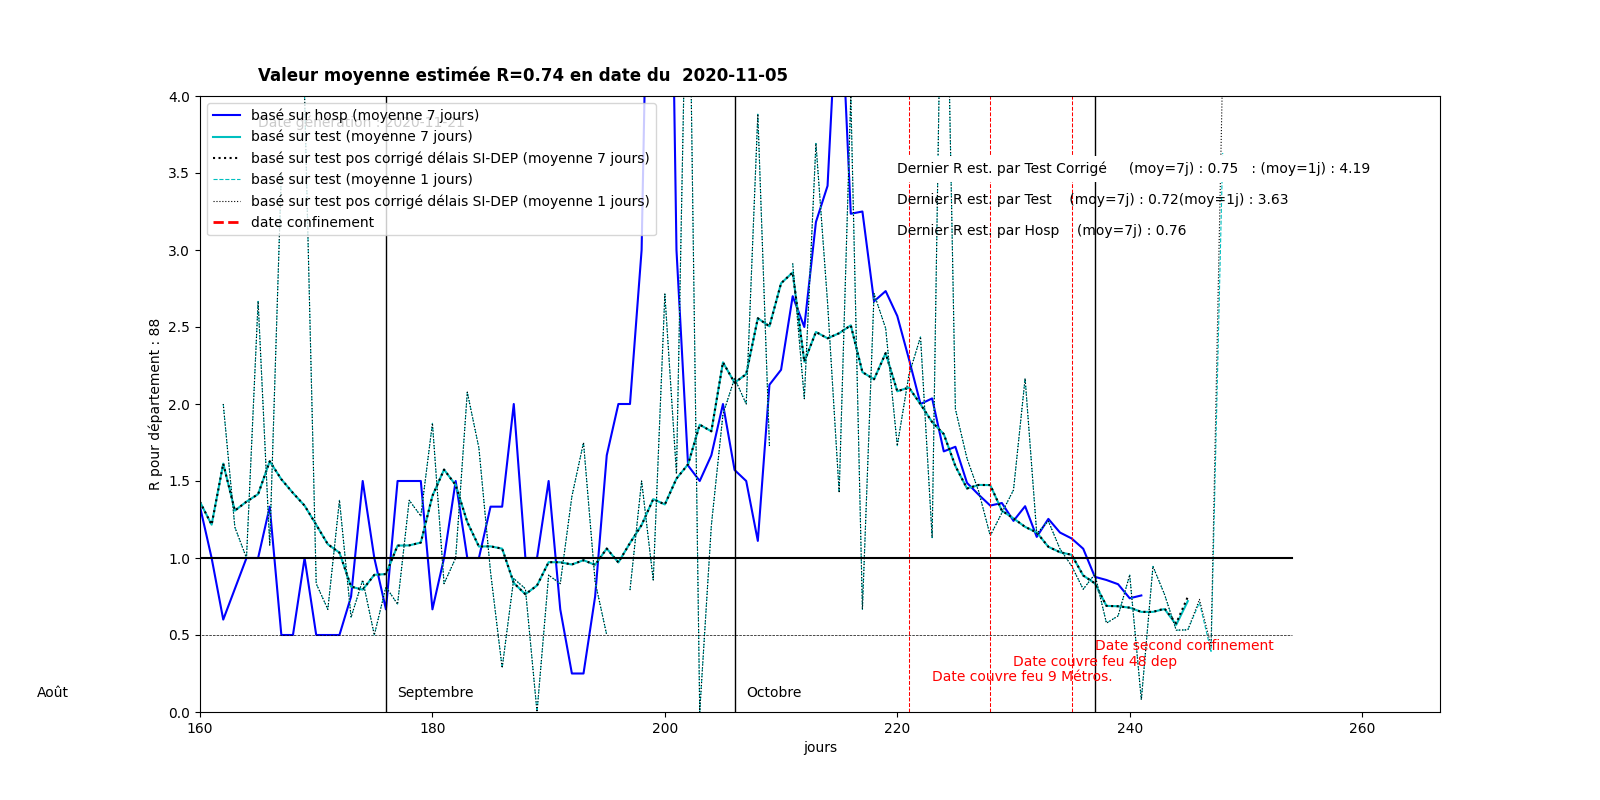 Valeur moyenne estimée R=0.74 en date du  2020-11-05
4.0
3.5
3.0
2.5
2.0
1.5
1.0
0.5
0.0
R pour département : 88
Date génération : 2020-11-21
basé sur hosp (moyenne 7 jours)
basé sur test (moyenne 7 jours)
basé sur test pos corrigé délais SI-DEP (moyenne 7 jours)
basé sur test (moyenne 1 jours)
basé sur test pos corrigé délais SI-DEP (moyenne 1 jours)
date confinement
Dernier R est. par Test Corrigé     (moy=7j) : 0.75   : (moy=1j) : 4.19
Dernier R est. par Test    (moy=7j) : 0.72(moy=1j) : 3.63
Dernier R est. par Hosp    (moy=7j) : 0.76
Date second confinement
Date couvre feu 48 dep
Date couvre feu 9 Métros.
Août
Septembre
Octobre
160
180
200
220
240
260
jours